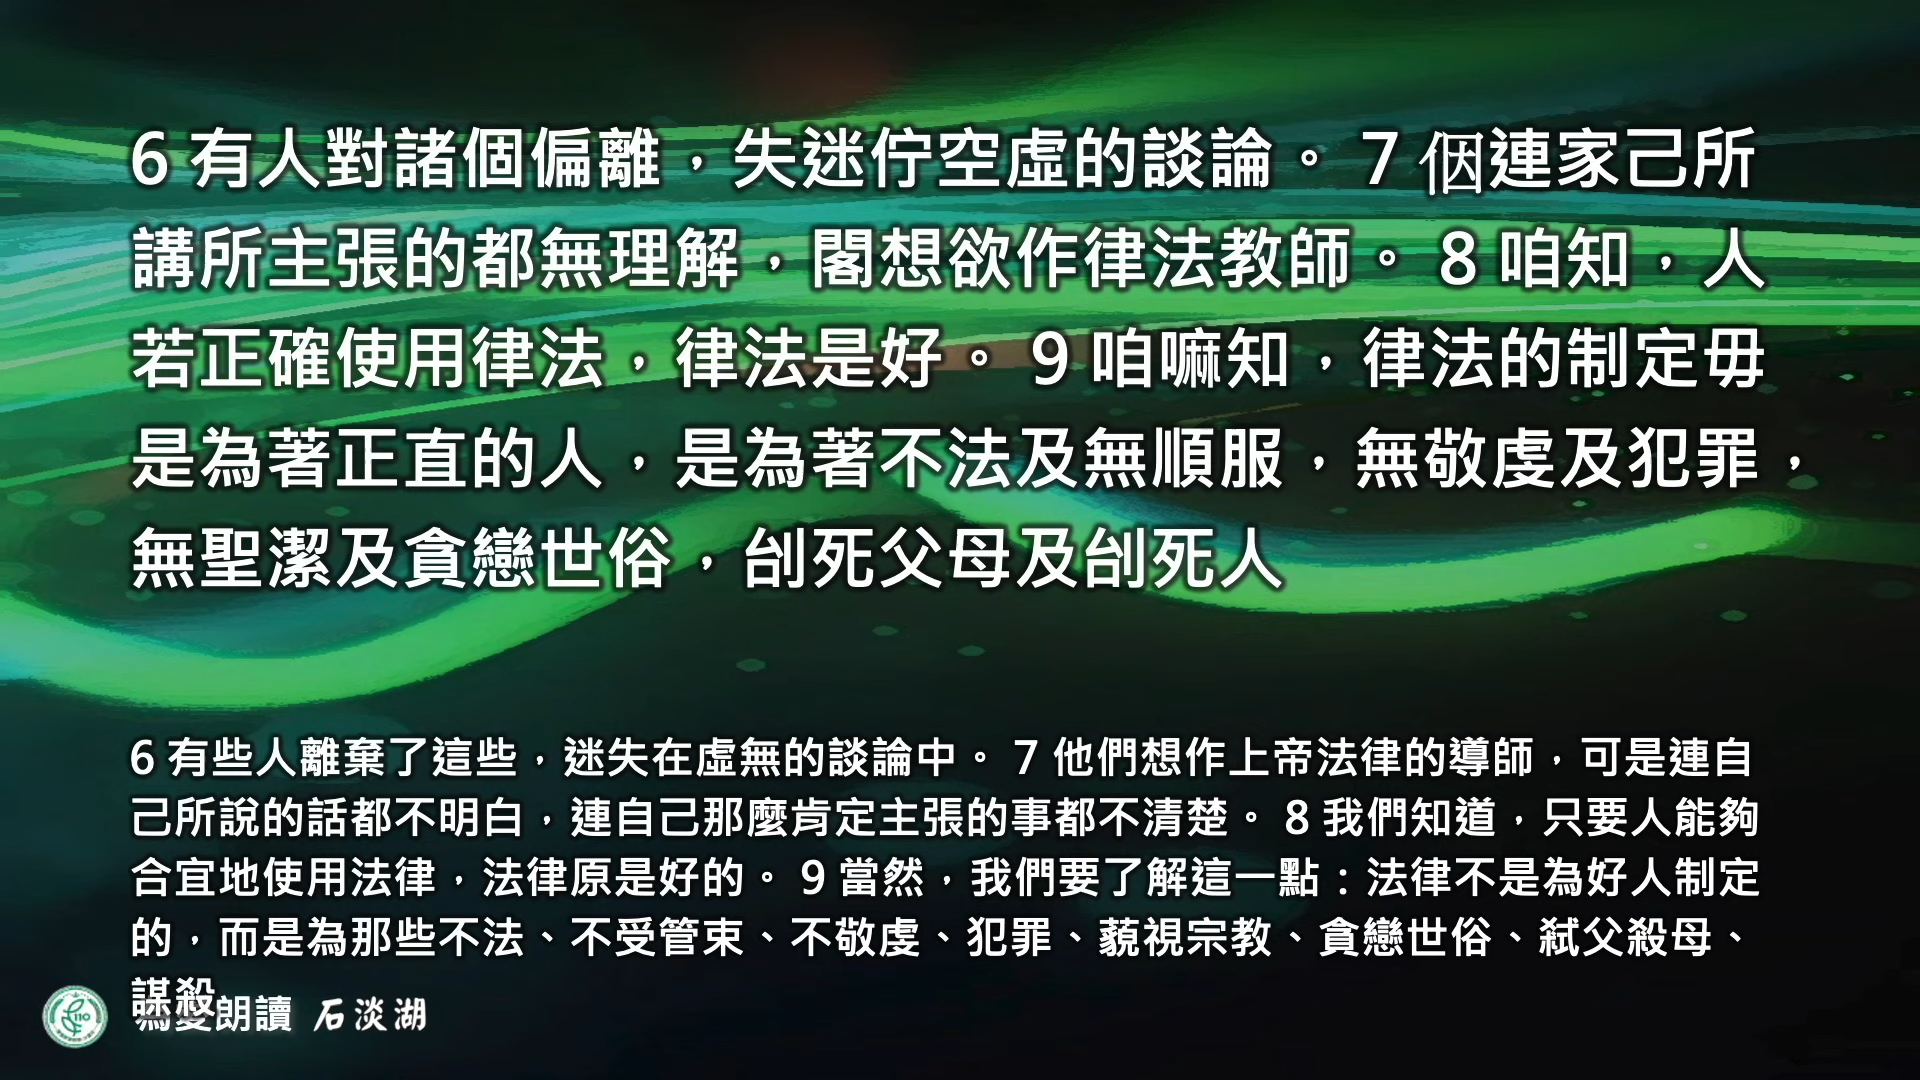 6 有人對諸個偏離，失迷佇空虛的談論。 7 𪜶連家己所
講所主張的都無理解，閣想欲作律法教師。 8 咱知，人
若正確使用律法，律法是好。 9 咱嘛知，律法的制定毋
是為著正直的人，是為著不法及無順服，無敬虔及犯罪，
無聖潔及貪戀世俗，刣死父母及刣死人
6 有些人離棄了這些，迷失在虛無的談論中。 7 他們想作上帝法律的導師，可是連自
己所說的話都不明白，連自己那麼肯定主張的事都不清楚。 8 我們知道，只要人能夠
合宜地使用法律，法律原是好的。 9 當然，我們要了解這一點：法律不是為好人制定
的，而是為那些不法、不受管束、不敬虔、犯罪、藐視宗教、貪戀世俗、弒父殺母、
謀殺
為愛朗讀 石淡湖
110